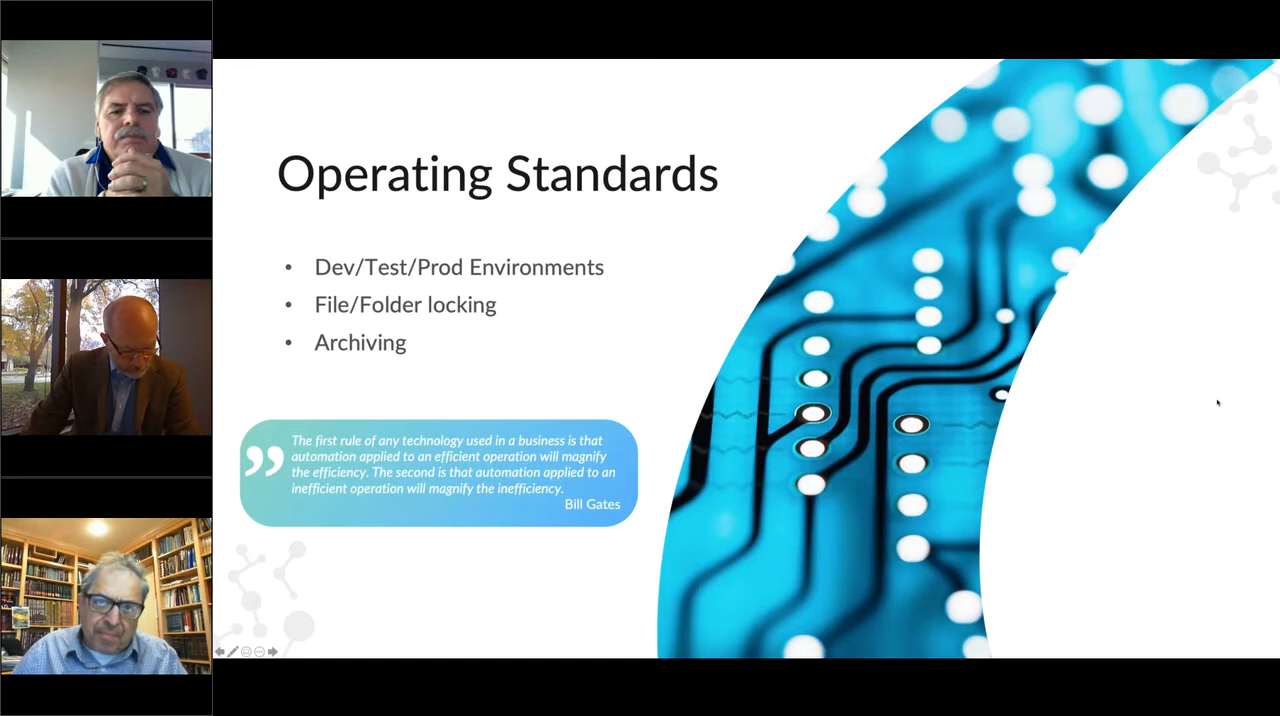 Operating Standards
• Dev/Test/Prod Environments
• File/Folder locking
• Archiving
”
The first rule of any technology used in a business is that
automation applied to an efficient operation will magnify
the efficiency. The second is that automation applied to an
inefficient operation will magnify the inefficiency.
Bill Gates